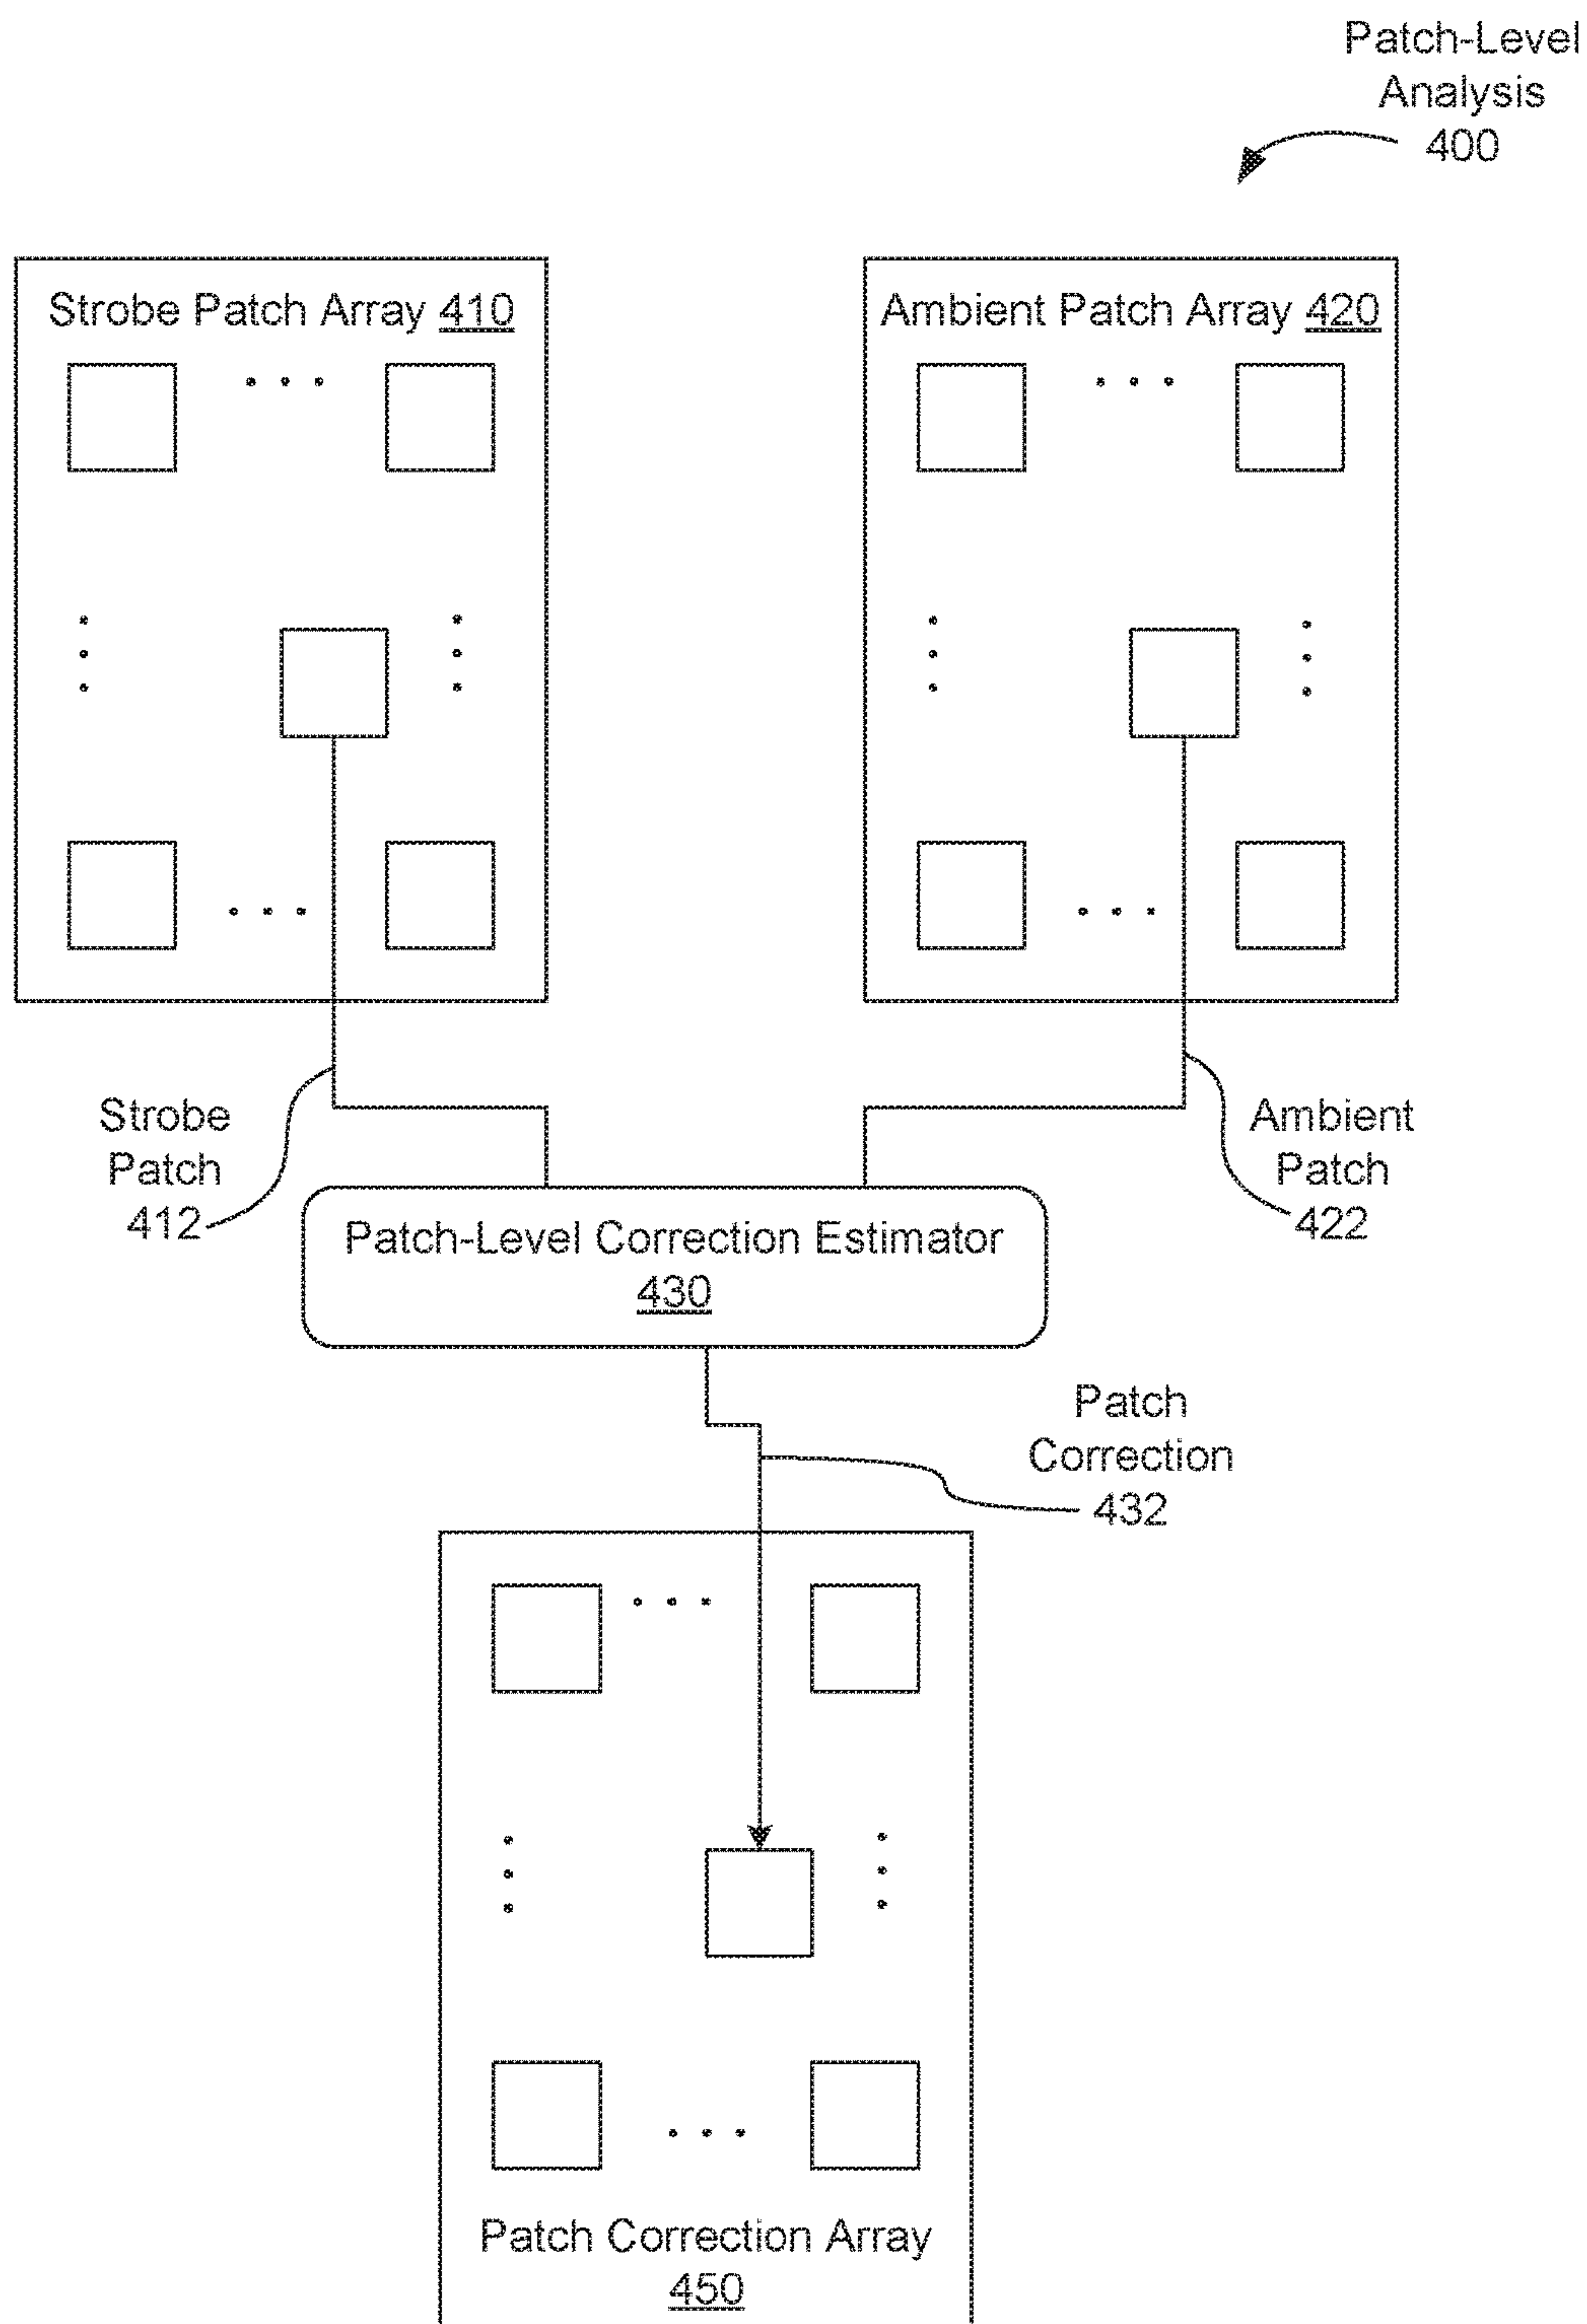 Patch-Level
Analysis
400
Strobe Patch Array 410
Ambient Patch Array 420
Strobe
Patch
412
Ambient
Patch
422
Patch-Level Correction Estimator
430
Patch
Correction
432
Patch Correction Array
450